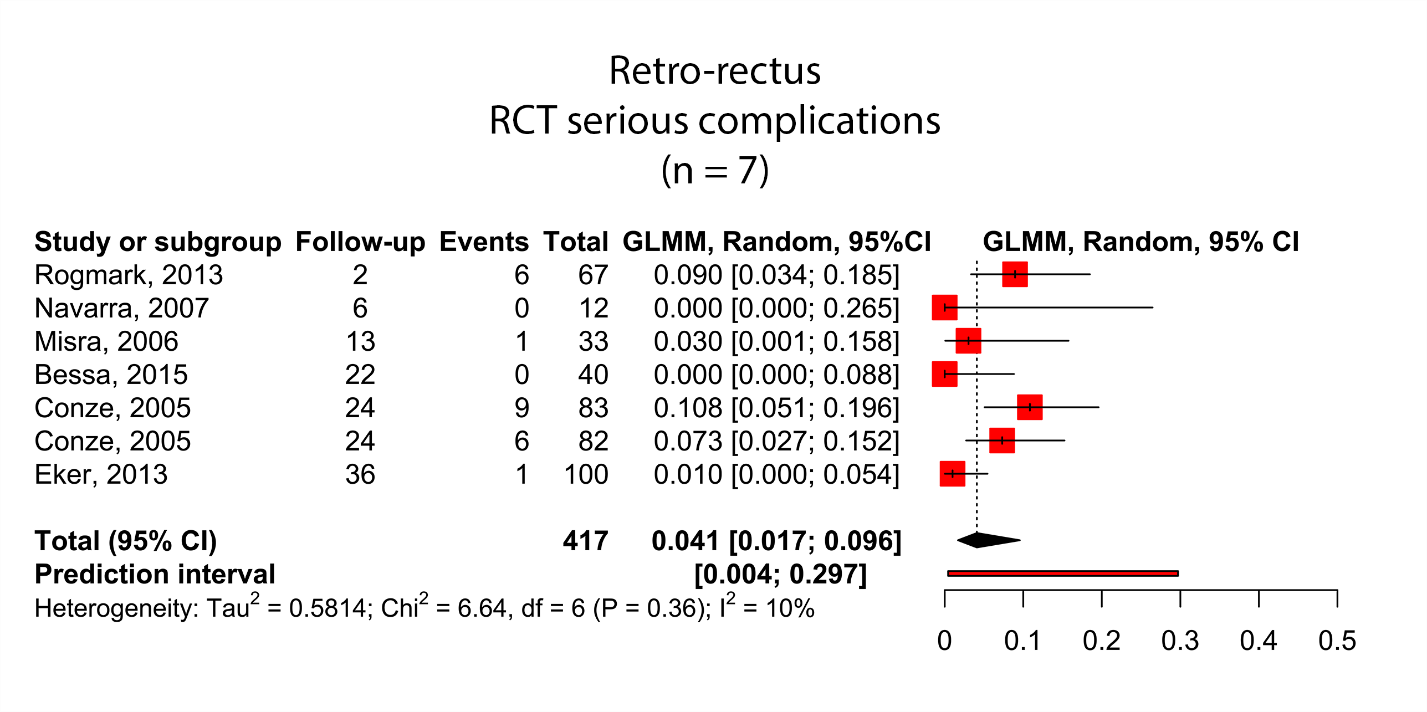 Retro-rectus
RCT serious complications
(n = 7)
Study or subgroup Follow-up Events Total GLMM, Random, 95%CI GLMM, Random, 95% CI
Rogmark, 2013 2 6 67 0.090 [0.034; 0.185]
Navarra, 2007 6 0 12 0.000 [0.000; 0.265]
Misra, 2006 13 1 33 0.030 [0.001; 0.158]
Bessa, 2015 22 0 40 0.000 [0.000; 0.088]
Conze, 2005 24 9 83 0.108 [0.051; 0.196]
Conze, 2005 24 6 82 0.073 [0.027; 0.152]
Eker, 2013 36 1 100 0.010 [0.000; 0.054]
Total (95% CI) 417 0.041 [0.017; 0.096]
Prediction interval [0.004; 0.297]
Heterogeneity: Tau² = 0.5814; Chi² = 6.64, df = 6 (P = 0.36); I² = 10%
0 0.1 0.2 0.3 0.4 0.5